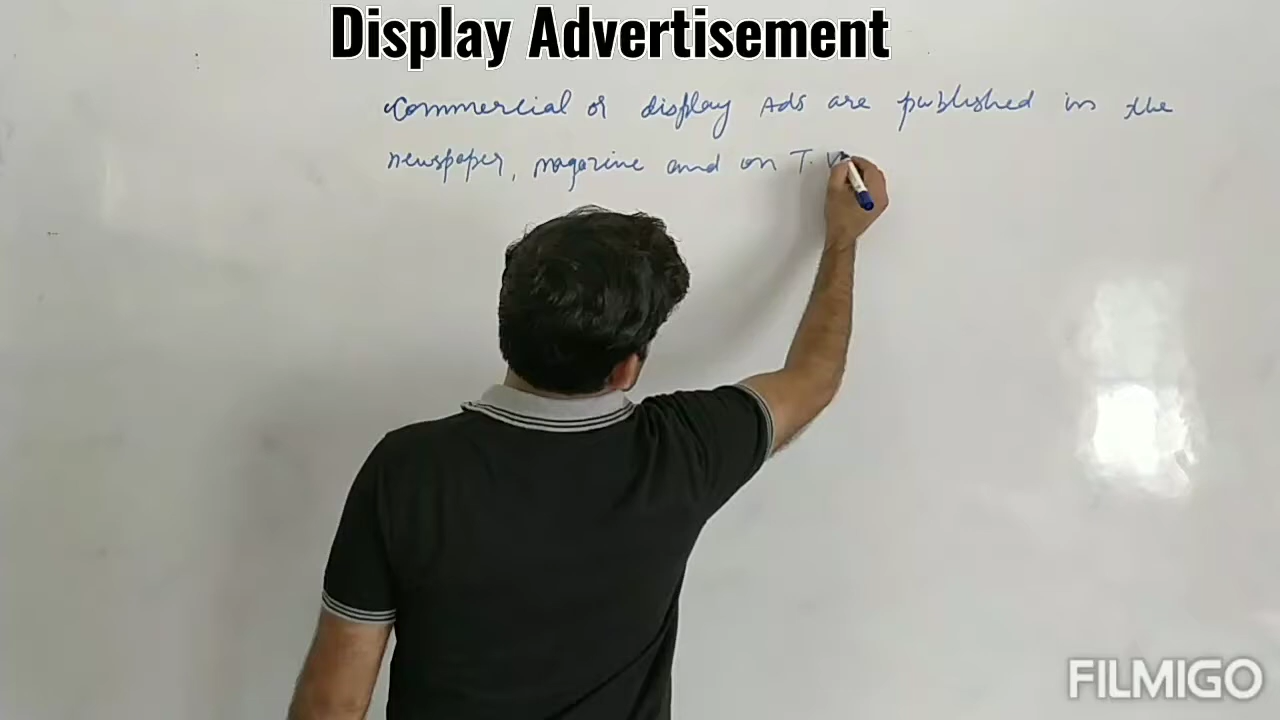 Display Advertisement
Commercial or display Ads are published in the
newspaper, magazine and on T. V
FILMIGO